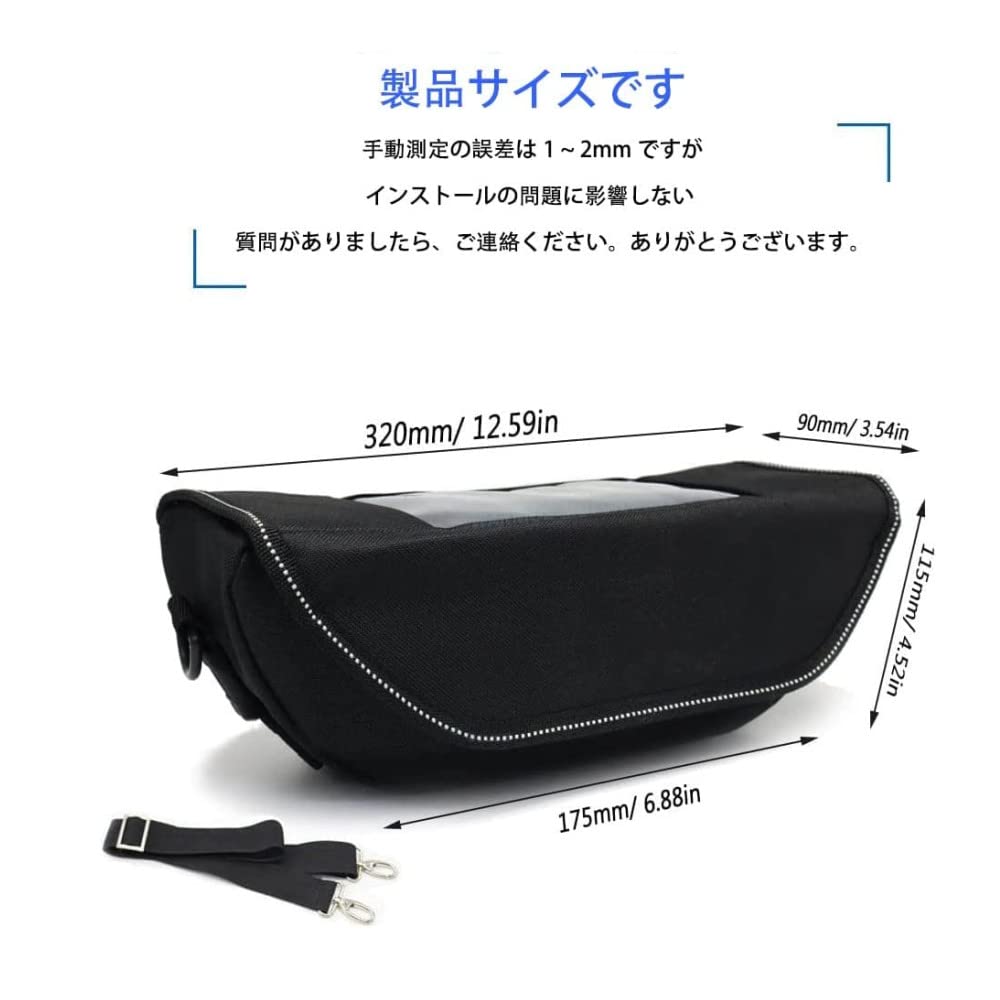 製品サイズです
手動測定の誤差は 1 ~ 2mm ですが
インストールの問題に影響しない
質問がありましたら、ご連絡ください。ありがとうございます。
320mm/ 12.59in
90mm/ 3.54in
115mm/ 4.52in
175mm/ 6.88in